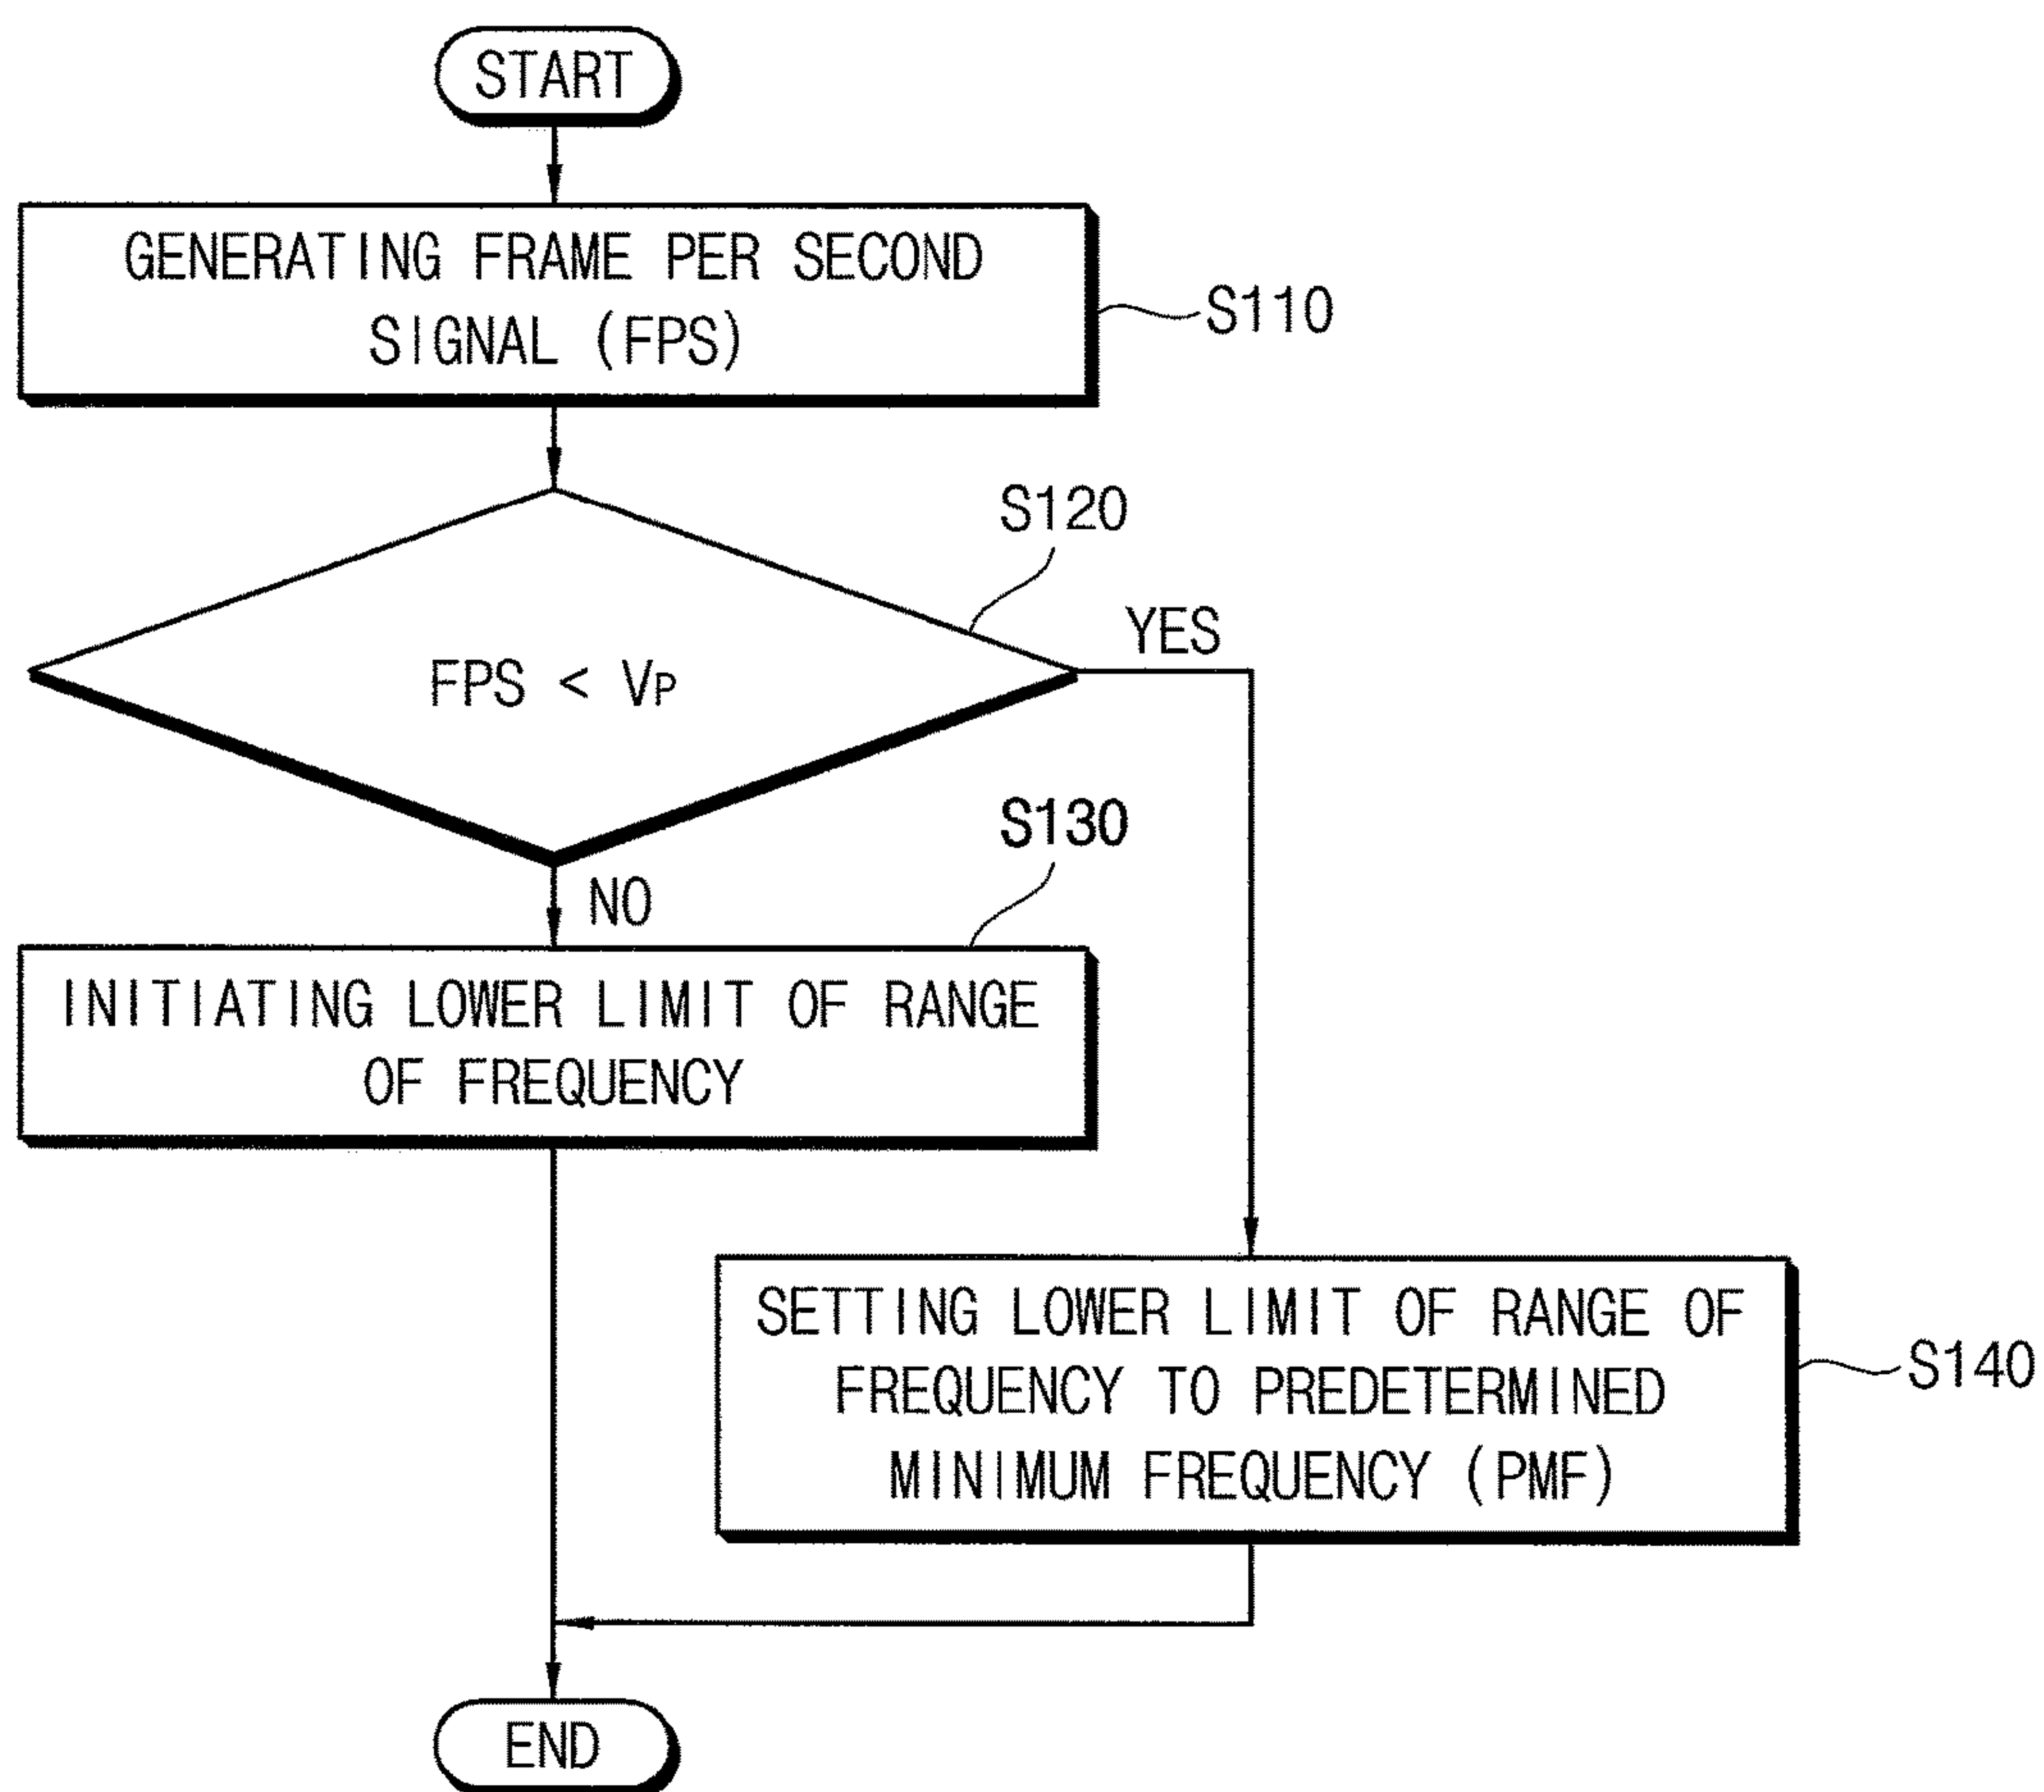 START
GENERATING FRAME PER SECOND
SIGNAL (FPS)
S110
S120
FPS < VP
YES
NO
S130
INITIATING LOWER LIMIT OF RANGE
OF FREQUENCY
SETTING LOWER LIMIT OF RANGE OF
FREQUENCY TO PREDETERMINED
MINIMUM FREQUENCY (PMF)
S140
END